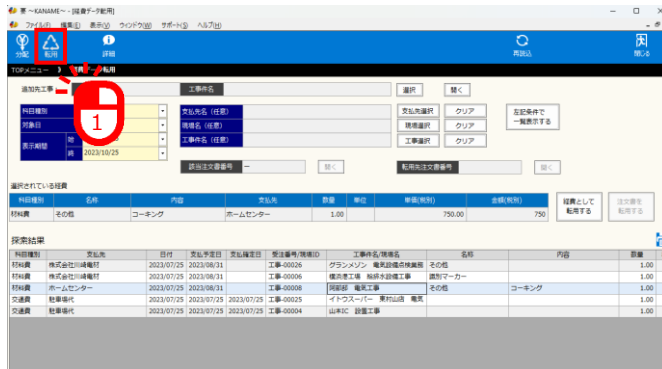 要 ～KANAME～ - [経費データ転用]
ファイル(F) 編集(E) 表示(V) ウィンドウ(W) サポート(S) ヘルプ(H)
分配 転用 詳細 再読込 閉じる
TOPメニュー 転用
追加先工事 工事件名 選択 開く
科目種別 支払先名（任意） 支払先選択 クリア 左記条件で
対象日 現場名（任意） 現場選択 クリア 一覧表示する
表示期間 始 工事件名（任意） 工事選択 クリア
終 2023/10/25
1
該当注文書番号 － 開く 転用先注文書番号 開く
選択されている経費
科目種別 名称 内容 支払先 数量 単位 単価(税別) 金額(税別) 経費として 注文書を
材料費 その他 コーキング ホームセンター 1.00 750.00 750 転用する 転用する
探索結果
科目種別 支払先 日付 支払予定日 支払確定日 受注番号/現場ID 工事件名/現場名 名称 内容 数量
材料費 株式会社川崎電材 2023/07/25 2023/08/31 工事-00026 グランメゾン 電気設備点検業務 その他 1.00
材料費 株式会社川崎電材 2023/07/25 2023/08/31 工事-00006 横浜港工場 給排水設備工事 識別マーカー 1.00
材料費 ホームセンター 2023/07/25 2023/08/31 工事-00008 阿部邸 電気工事 その他 コーキング 1.00
交通費 駐車場代 2023/07/25 2023/07/25 2023/07/25 工事-00025 イトウスーパー 東村山店 電気 1.00
交通費 駐車場代 2023/07/25 2023/07/25 2023/07/25 工事-00004 山本IC 設置工事 1.00